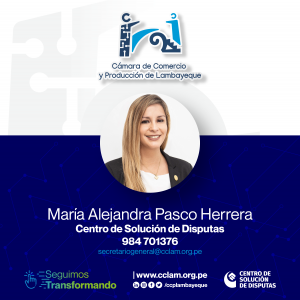 Cámara de Comercio
y Producción de Lambayeque
María Alejandra Pasco Herrera
Centro de Solución de Disputas
984 701376
secretariogeneral@cclam.org.pe
Seguimos
Transformando
www.cclam.org.pe
/ccplambayeque
CENTRO DE
SOLUCIÓN
DE DISPUTAS